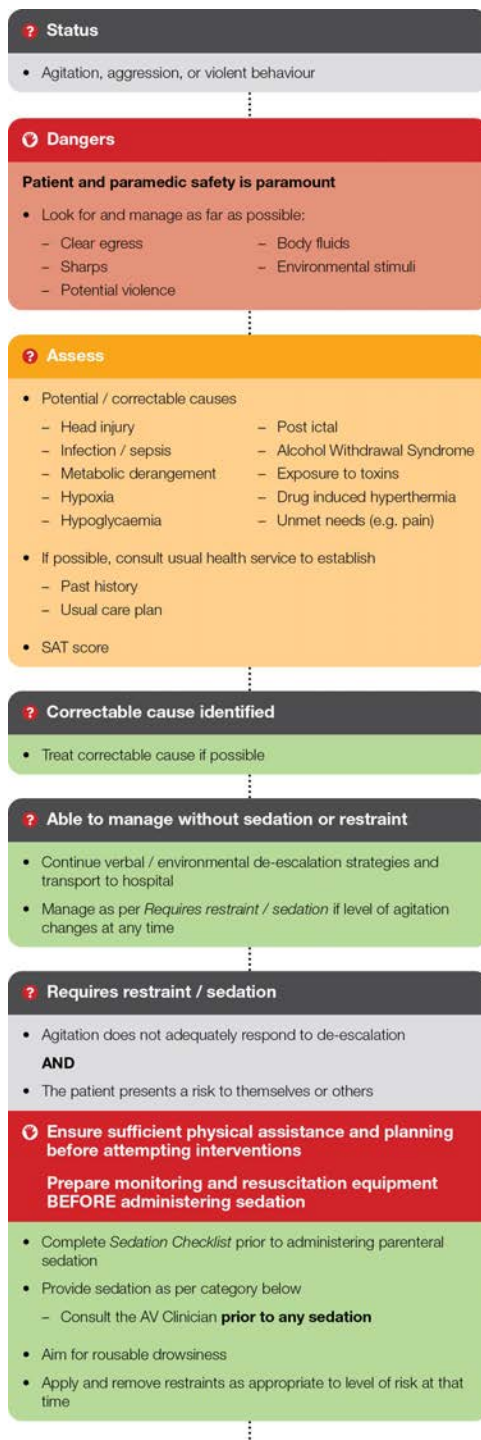 ? Status
• Agitation, aggression, or violent behaviour
Dangers
Patient and paramedic safety is paramount
• Look for and manage as far as possible:
– Clear egress
– Sharps
– Potential violence
– Body fluids
– Environmental stimuli
? Assess
• Potential / correctable causes
– Head injury
– Infection / sepsis
– Metabolic derangement
– Hypoxia
– Hypoglycaemia
– Post ictal
– Alcohol Withdrawal Syndrome
– Exposure to toxins
– Drug induced hyperthermia
– Unmet needs (e.g. pain)
• If possible, consult usual health service to establish
– Past history
– Usual care plan
• SAT score
? Correctable cause identified
• Treat correctable cause if possible
? Able to manage without sedation or restraint
• Continue verbal / environmental de-escalation strategies and
transport to hospital
• Manage as per Requires restraint / sedation if level of agitation
changes at any time
? Requires restraint / sedation
• Agitation does not adequately respond to de-escalation
AND
• The patient presents a risk to themselves or others
Ensure sufficient physical assistance and planning
before attempting interventions
Prepare monitoring and resuscitation equipment
BEFORE administering sedation
• Complete Sedation Checklist prior to administering parenteral
sedation
• Provide sedation as per category below
– Consult the AV Clinician prior to any sedation
• Aim for rousable drowsiness
• Apply and remove restraints as appropriate to level of risk at that
time